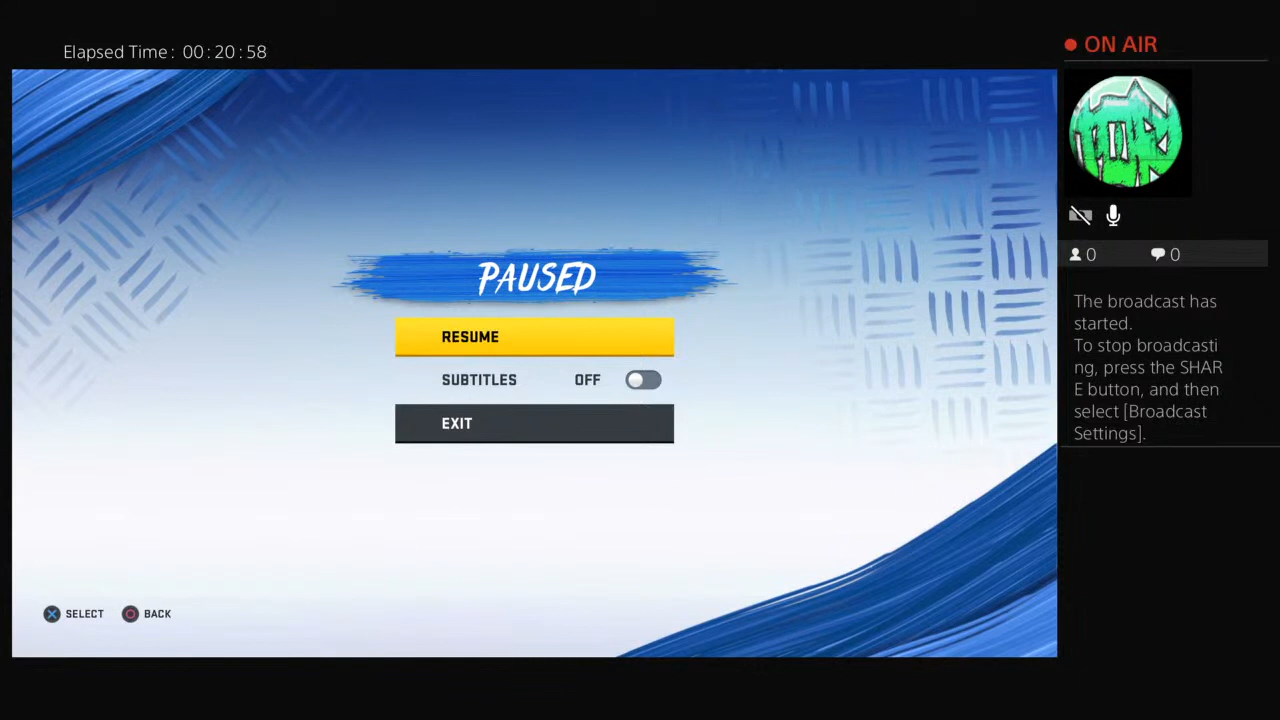 Elapsed Time: 00:20:58
ON AIR
0 0
The broadcast has
started.
To stop broadcasti
ng, press the SHAR
E button, and then
select [Broadcast
Settings].
PAUSED
RESUME
SUBTITLES OFF
EXIT
SELECT BACK